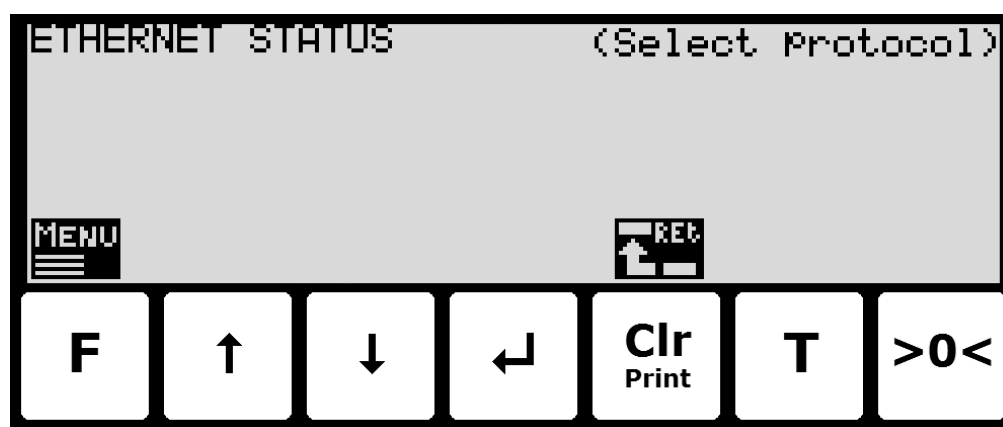 ETHERNET STATUS (Select Protocol)
MENU RET
F ↑ ↓ ↵ Clr T >0<
Print